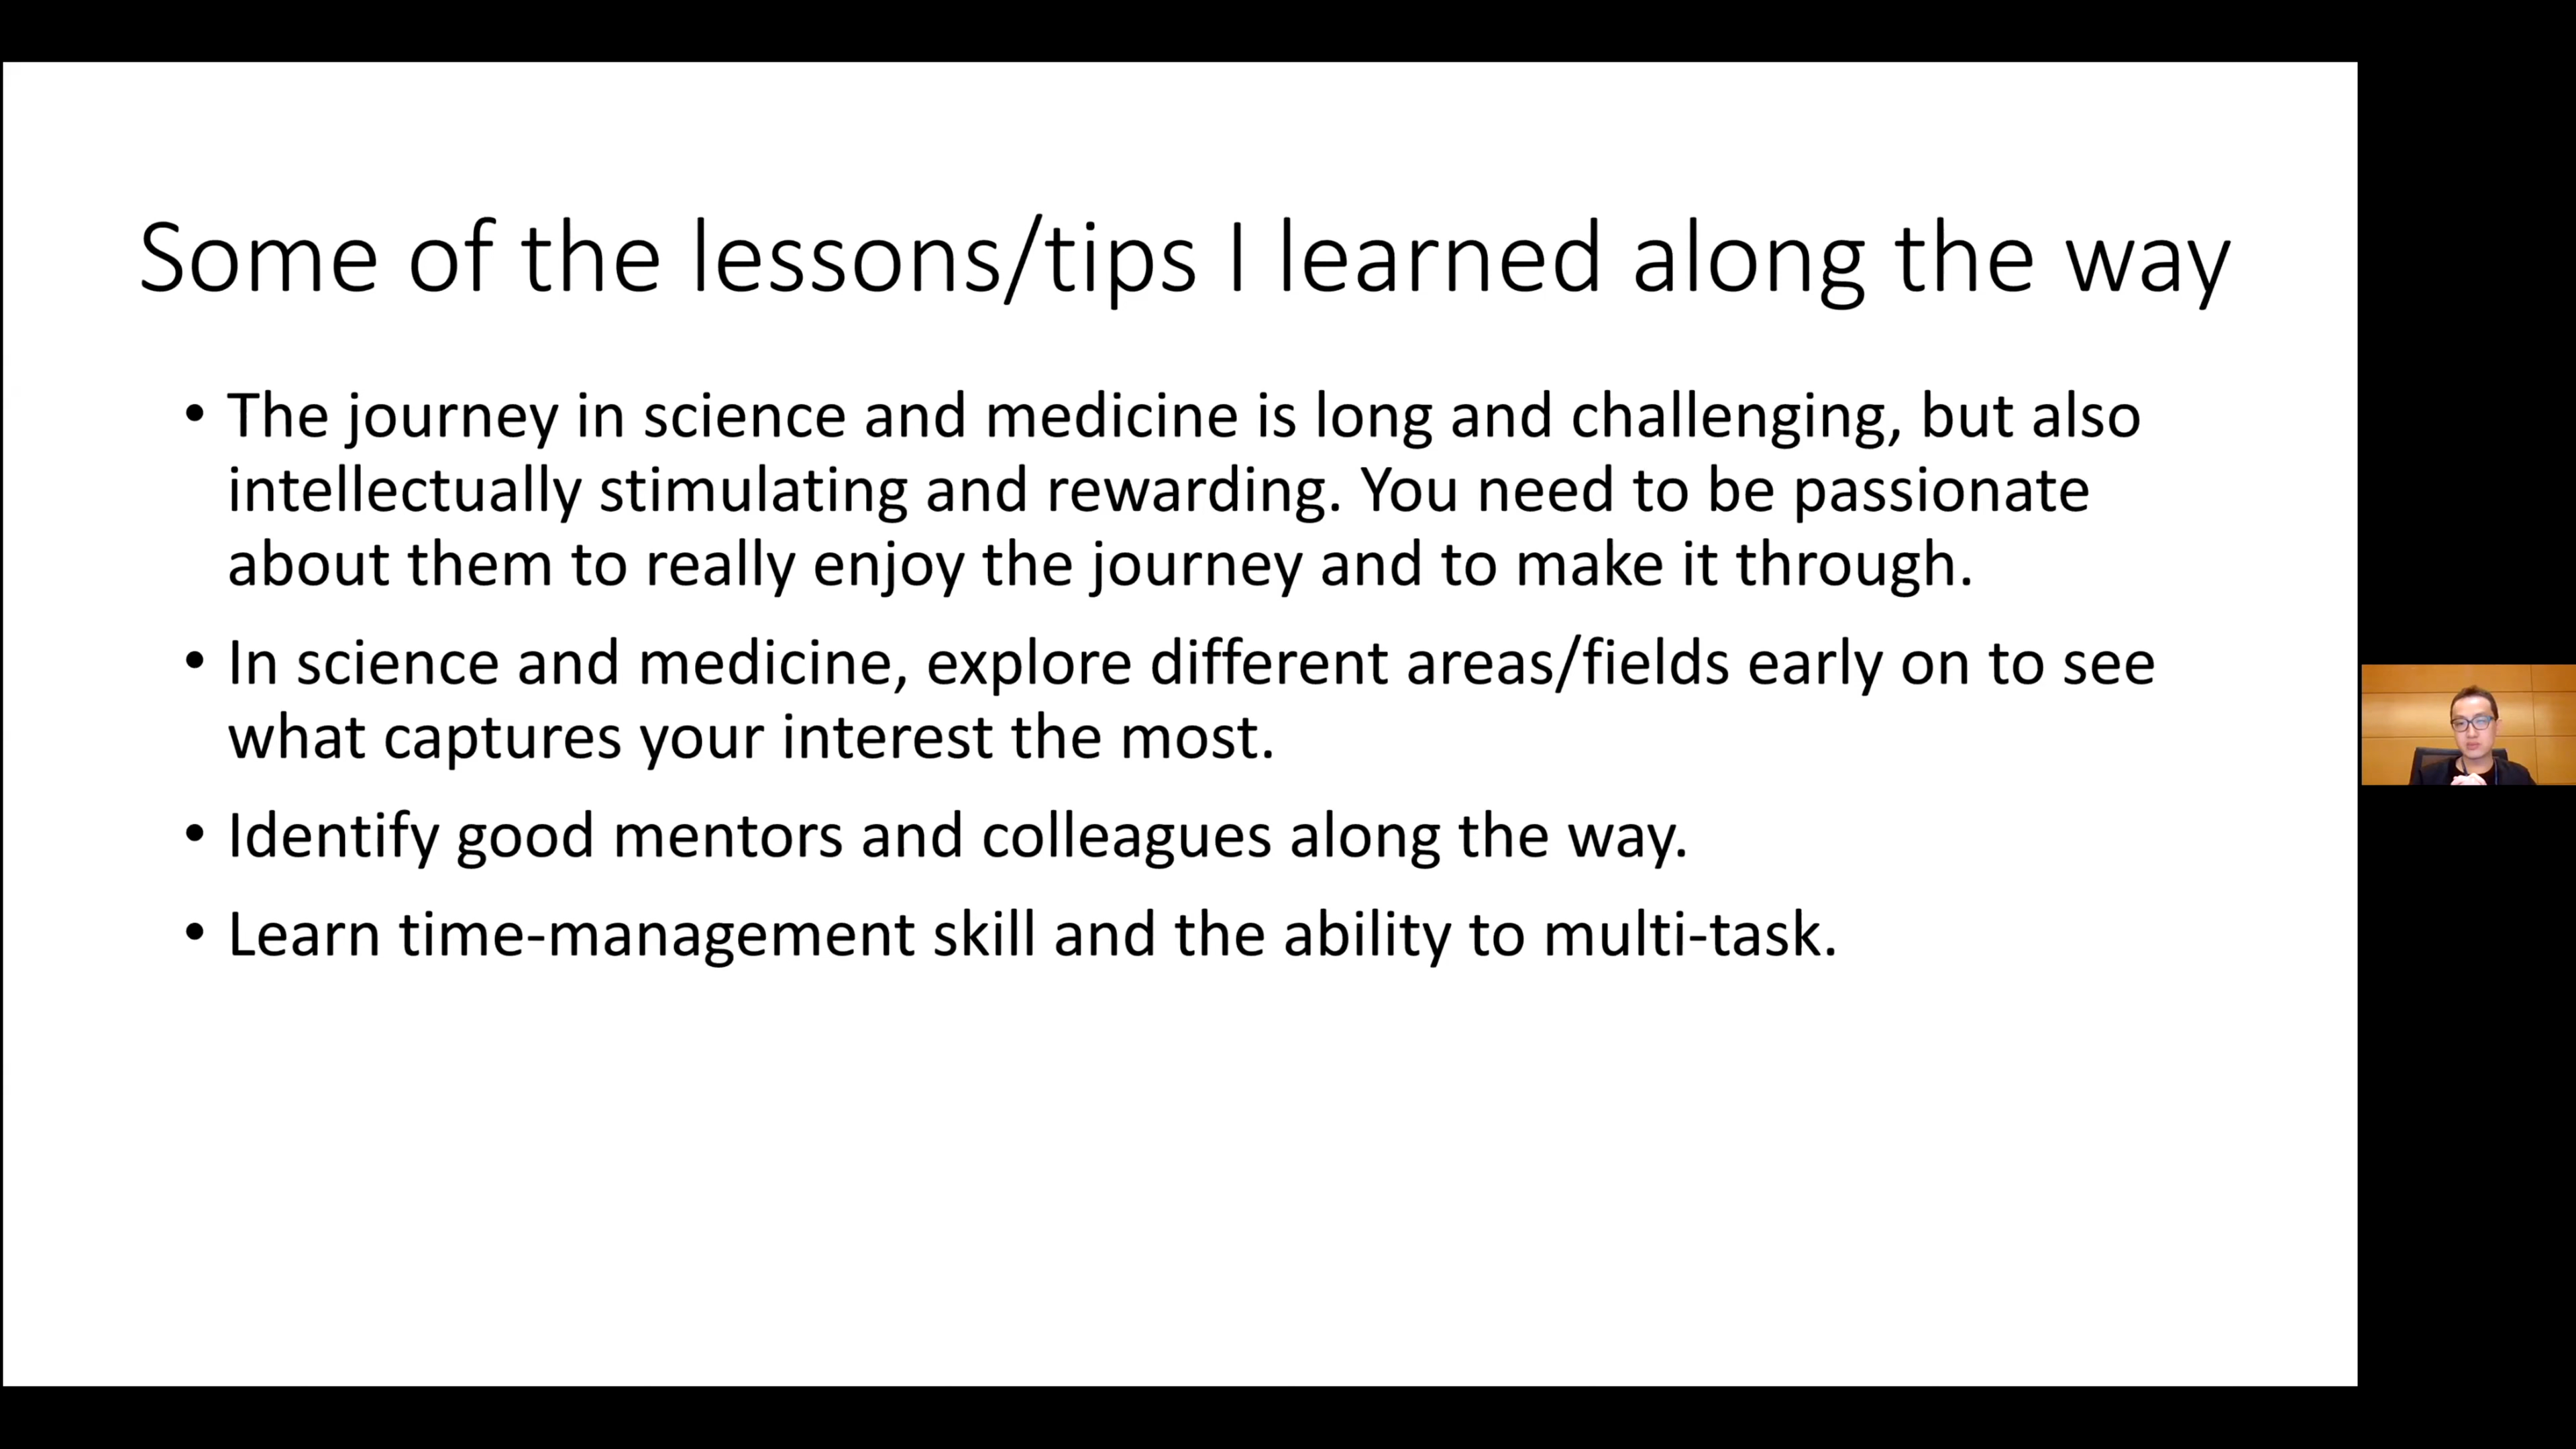 Some of the lessons/tips I learned along the way
• The journey in science and medicine is long and challenging, but also
intellectually stimulating and rewarding. You need to be passionate
about them to really enjoy the journey and to make it through.
• In science and medicine, explore different areas/fields early on to see
what captures your interest the most.
• Identify good mentors and colleagues along the way.
• Learn time-management skill and the ability to multi-task.